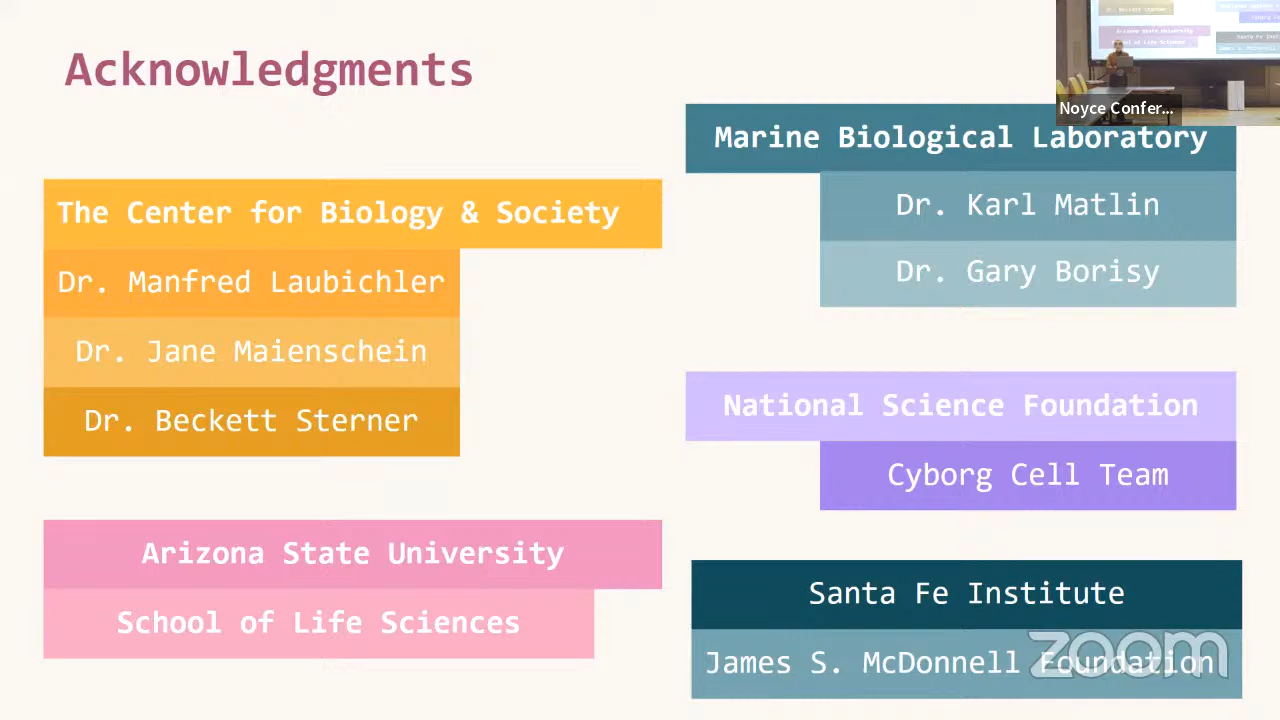 Acknowledgments
The Center for Biology & Society
Dr. Manfred Laubichler
Dr. Jane Maienschein
Dr. Beckett Sterner
Arizona State University
School of Life Sciences
Noyce Confer...
Marine Biological Laboratory
Dr. Karl Matlin
Dr. Gary Borisy
National Science Foundation
Cyborg Cell Team
Santa Fe Institute
James S. McDonnell Foundation
zoom